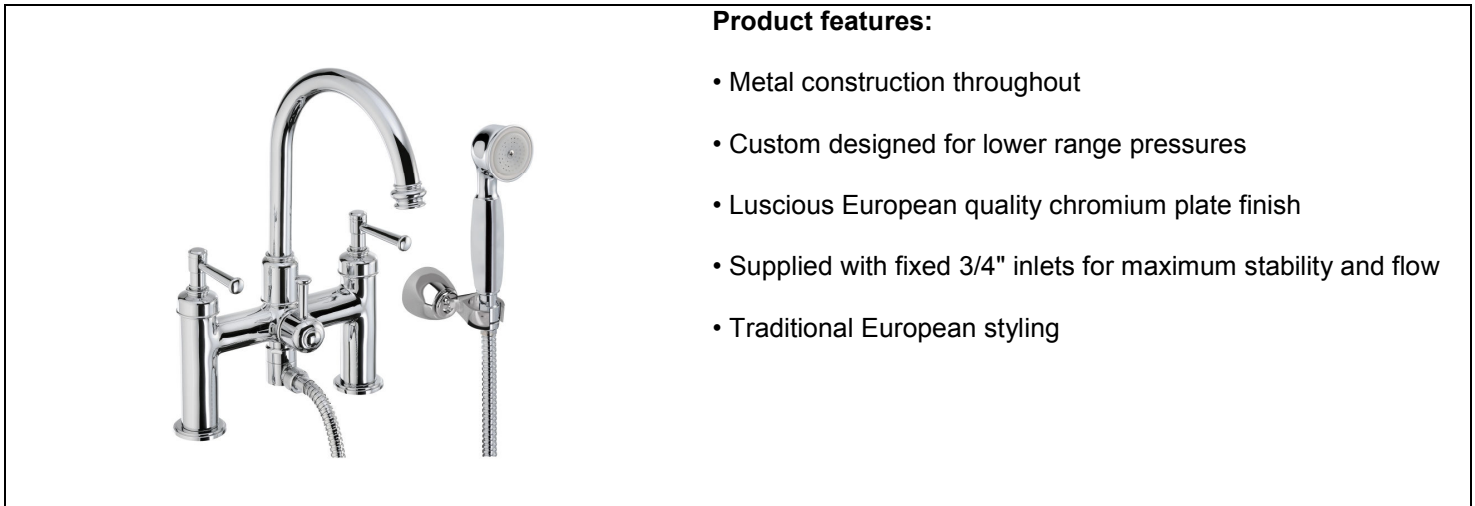 Product features:
• Metal construction throughout
• Custom designed for lower range pressures
• Luscious European quality chromium plate finish
• Supplied with fixed 3/4" inlets for maximum stability and flow
• Traditional European styling